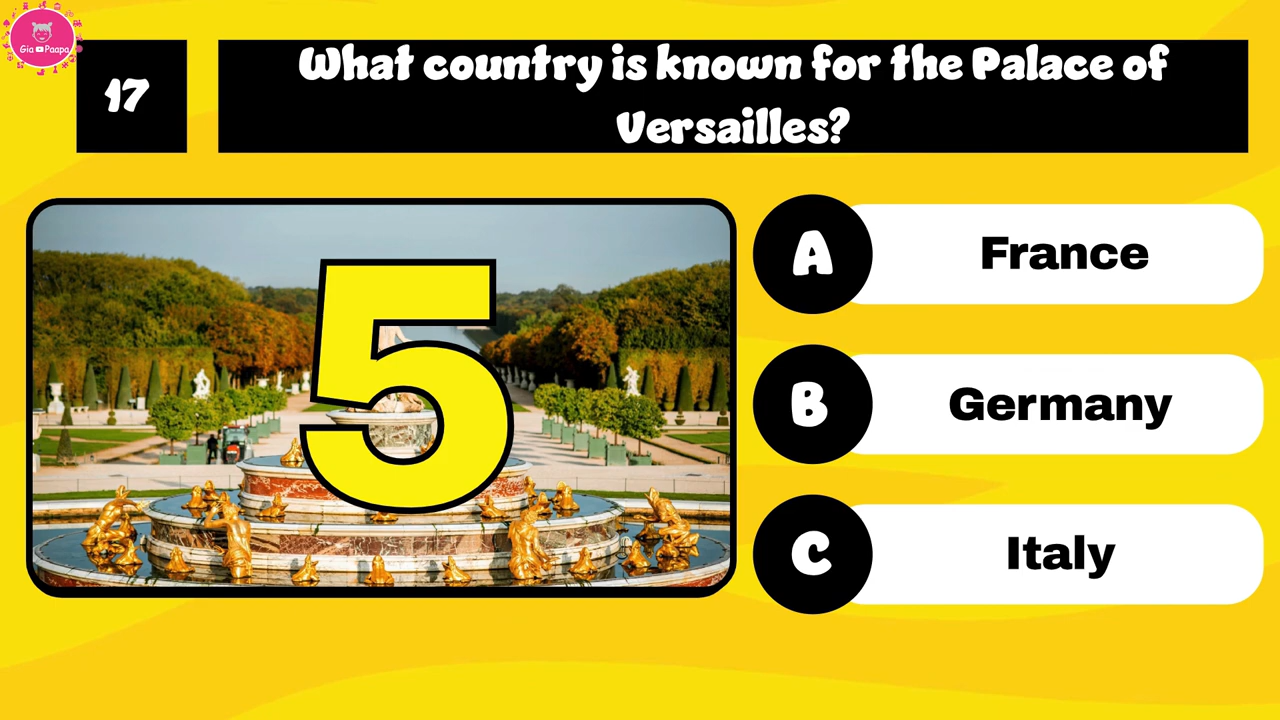 Gia Paapa
17
What country is known for the Palace of
Versailles?
5
A
France
B
Germany
C
Italy